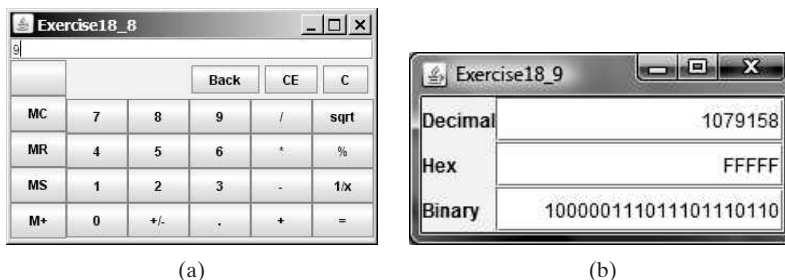 Exercise18_8
9
Back CE C
MC 7 8 9 / sqrt
MR 4 5 6 * %
MS 1 2 3 - 1/x
M+ 0 +/- . + =
(a)
Exercise18_9
Decimal 1079158
Hex FFFFF
Binary 100000111011101110110
(b)